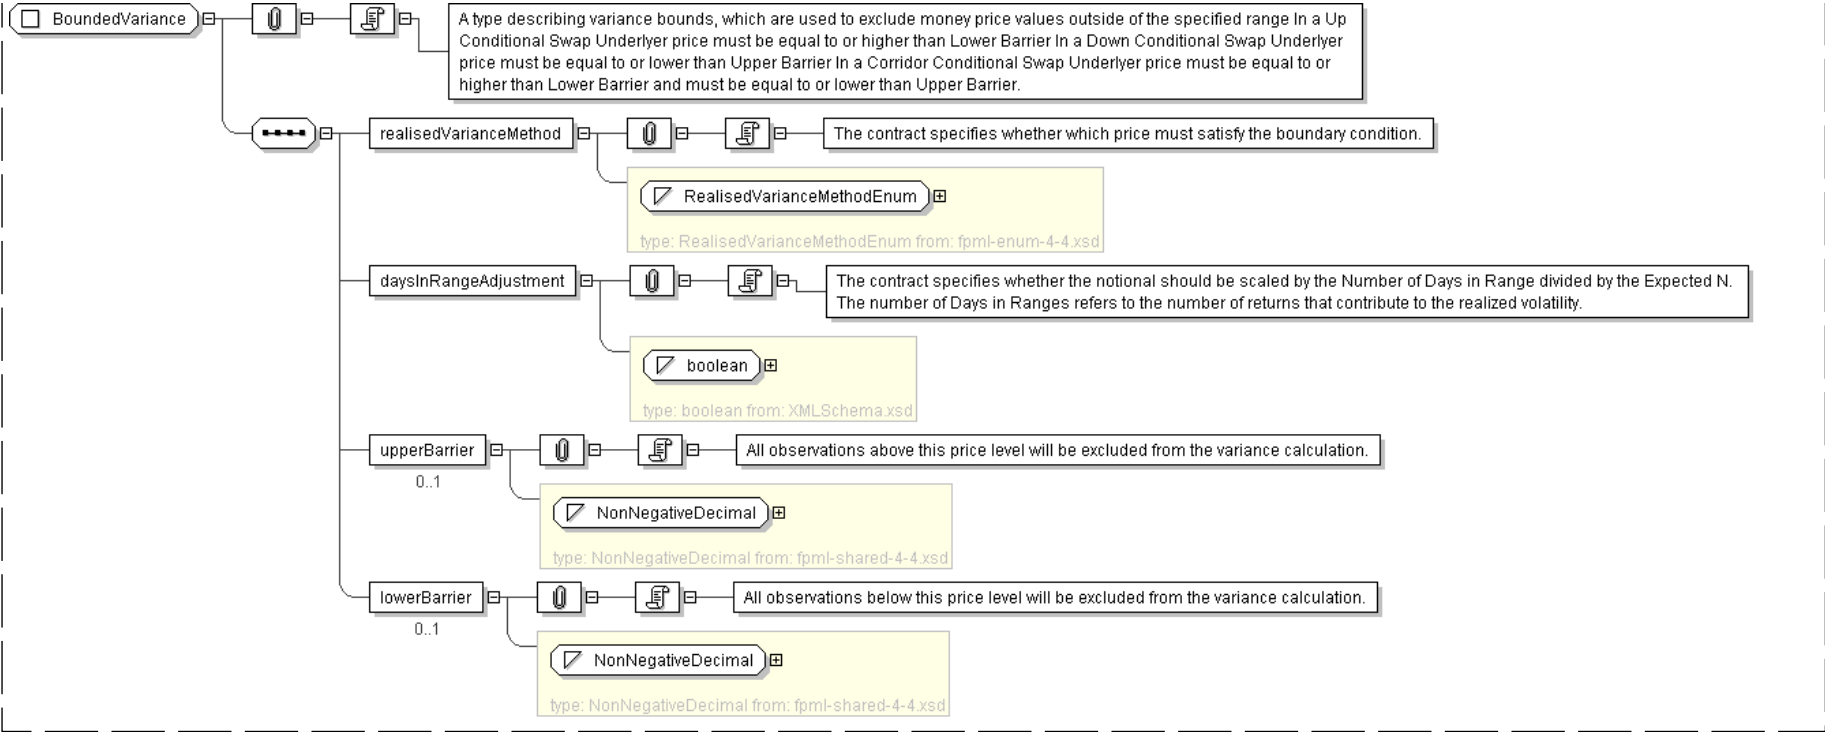 BoundedVariance
A type describing variance bounds, which are used to exclude money price values outside of the specified range In a Up
Conditional Swap Underlyer price must be equal to or higher than Lower Barrier In a Down Conditional Swap Underlyer
price must be equal to or lower than Upper Barrier In a Corridor Conditional Swap Underlyer price must be equal to or
higher than Lower Barrier and must be equal to or lower than Upper Barrier.
realisedVarianceMethod
The contract specifies whether which price must satisfy the boundary condition.
RealisedVarianceMethodEnum
type: RealisedVarianceMethodEnum from: fpml-enum-4-4.xsd
daysInRangeAdjustment
The contract specifies whether the notional should be scaled by the Number of Days in Range divided by the Expected N.
The number of Days in Ranges refers to the number of returns that contribute to the realized volatility.
boolean
type: boolean from: XMLSchema.xsd
upperBarrier
All observations above this price level will be excluded from the variance calculation.
0..1
NonNegativeDecimal
type: NonNegativeDecimal from: fpml-shared-4-4.xsd
lowerBarrier
All observations below this price level will be excluded from the variance calculation.
0..1
NonNegativeDecimal
type: NonNegativeDecimal from: fpml-shared-4-4.xsd